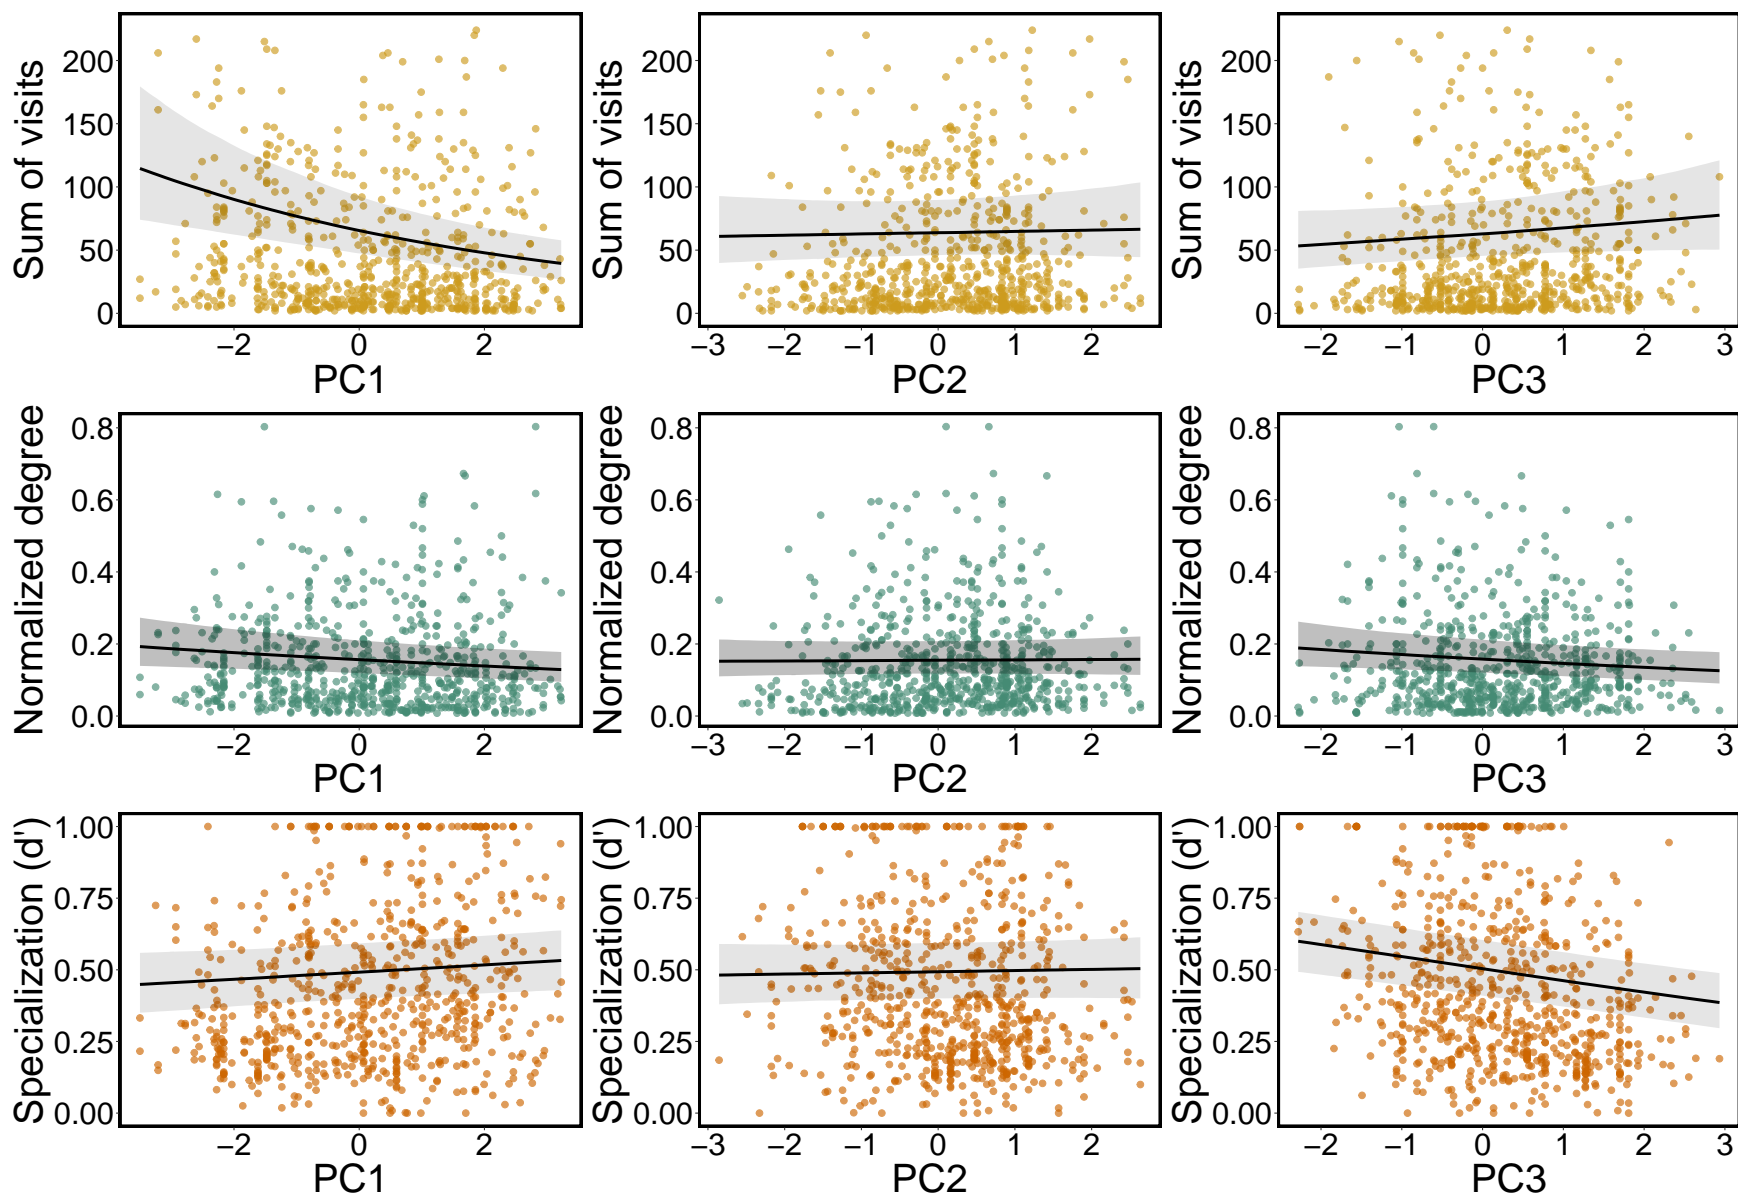 Sum of visits
200
150
100
50
0
−2 0 2
PC1
Sum of visits
200
150
100
50
0
−3 −2 −1 0 1 2
PC2
Sum of visits
200
150
100
50
0
−2 −1 0 1 2 3
PC3
Normalized degree
0.8
0.6
0.4
0.2
0.0
−2 0 2
PC1
Normalized degree
0.8
0.6
0.4
0.2
0.0
−3 −2 −1 0 1 2
PC2
Normalized degree
0.8
0.6
0.4
0.2
0.0
−2 −1 0 1 2 3
PC3
Specialization (d')
1.00
0.75
0.50
0.25
0.00
−2 0 2
PC1
Specialization (d')
1.00
0.75
0.50
0.25
0.00
−3 −2 −1 0 1 2
PC2
Specialization (d')
1.00
0.75
0.50
0.25
0.00
−2 −1 0 1 2 3
PC3